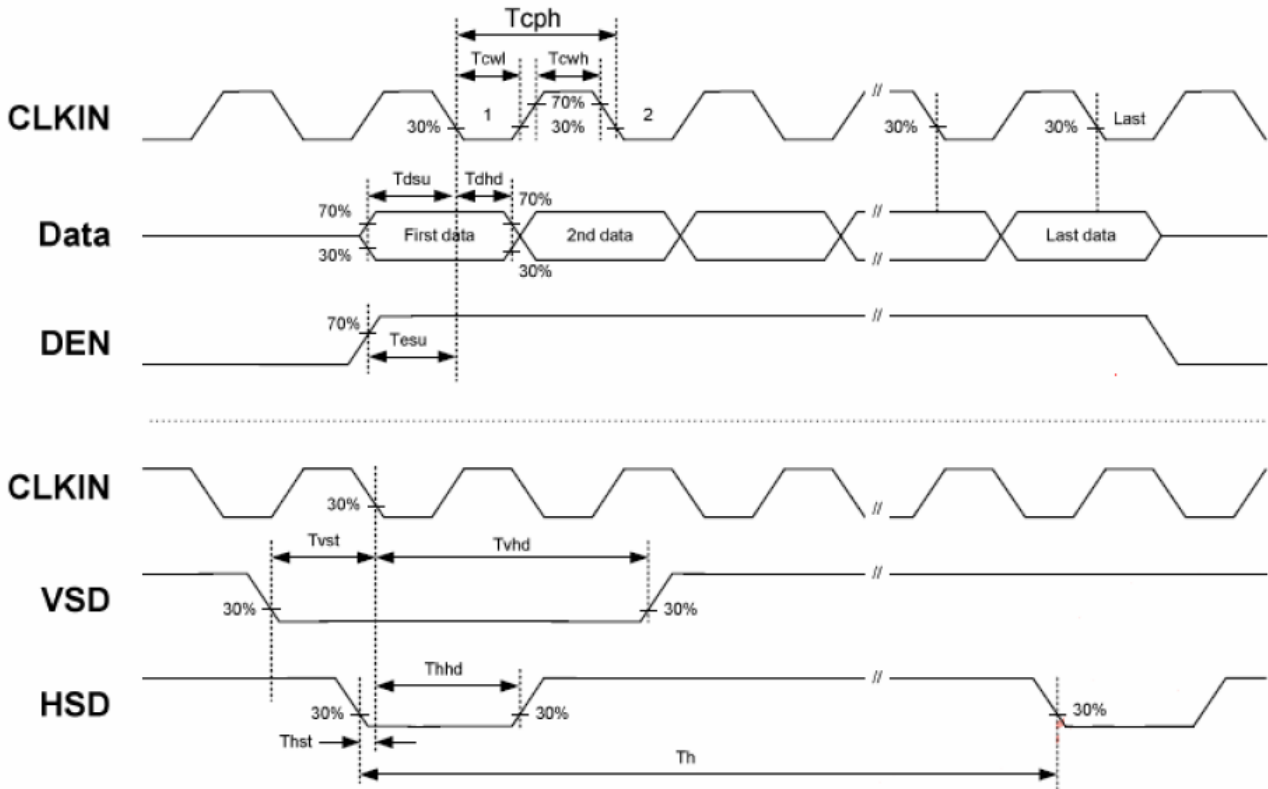 Tcph
Tcwl Tcwh
CLKIN 30% 1 70% 30% 2 // 30% 30% Last
Tdsu Tdhd
70% 70%
Data First data 2nd data // // Last data
30% 30%
DEN 70% //
Tesu
CLKIN 30% //
Tvst Tvhd
VSD 30% 30% //
Thhd
HSD 30% 30% // 30%
Thst
Th